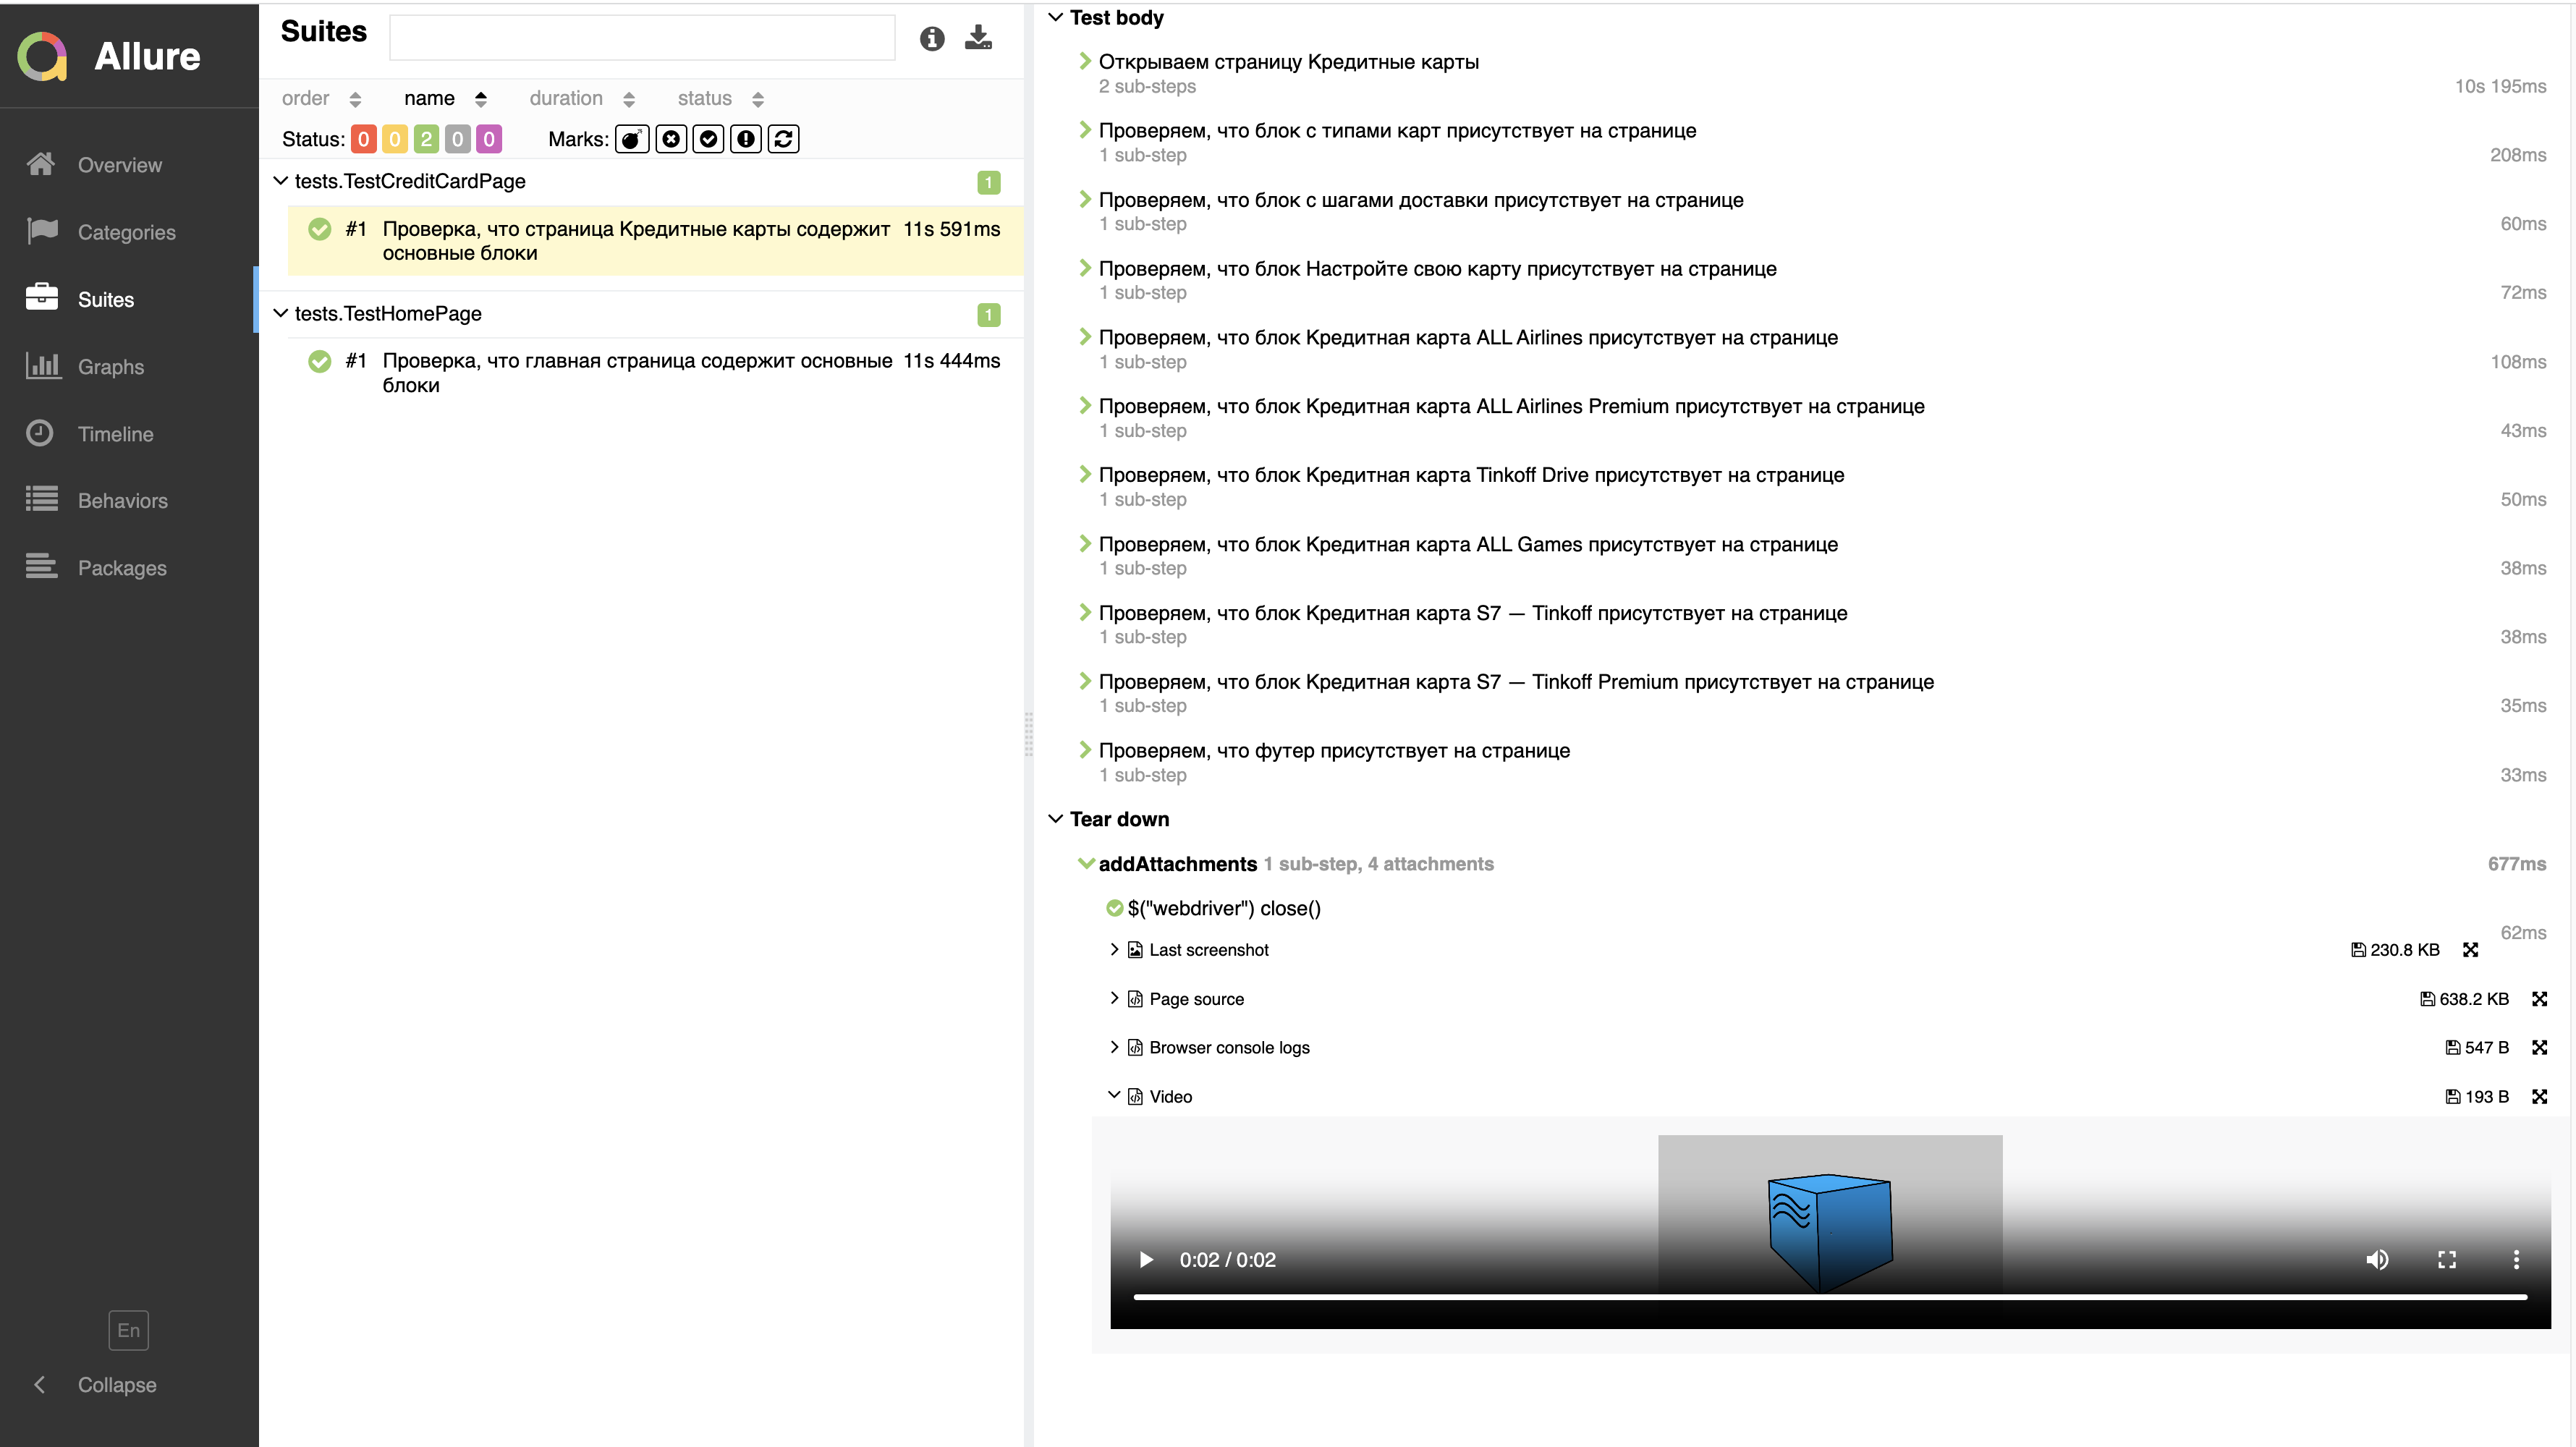 Allure
Overview
Categories
Suites
Graphs
Timeline
Behaviors
Packages
En
Collapse
Suites
order name duration status
Status: 0 0 2 0 0 Marks:
tests.TestCreditCardPage 1
#1 Проверка, что страница Кредитные карты содержит 11s 591ms
основные блоки
tests.TestHomePage 1
#1 Проверка, что главная страница содержит основные 11s 444ms
блоки
Test body
Открываем страницу Кредитные карты
2 sub-steps 10s 195ms
Проверяем, что блок с типами карт присутствует на странице
1 sub-step 208ms
Проверяем, что блок с шагами доставки присутствует на странице
1 sub-step 60ms
Проверяем, что блок Настройте свою карту присутствует на странице
1 sub-step 72ms
Проверяем, что блок Кредитная карта ALL Airlines присутствует на странице
1 sub-step 108ms
Проверяем, что блок Кредитная карта ALL Airlines Premium присутствует на странице
1 sub-step 43ms
Проверяем, что блок Кредитная карта Tinkoff Drive присутствует на странице
1 sub-step 50ms
Проверяем, что блок Кредитная карта ALL Games присутствует на странице
1 sub-step 38ms
Проверяем, что блок Кредитная карта S7 — Tinkoff присутствует на странице
1 sub-step 38ms
Проверяем, что блок Кредитная карта S7 — Tinkoff Premium присутствует на странице
1 sub-step 35ms
Проверяем, что футер присутствует на странице
1 sub-step 33ms
Tear down
addAttachments 1 sub-step, 4 attachments 677ms
$("webdriver") close()
62ms
Last screenshot 230.8 KB
Page source 638.2 KB
Browser console logs 547 B
Video 193 B
0:02 / 0:02